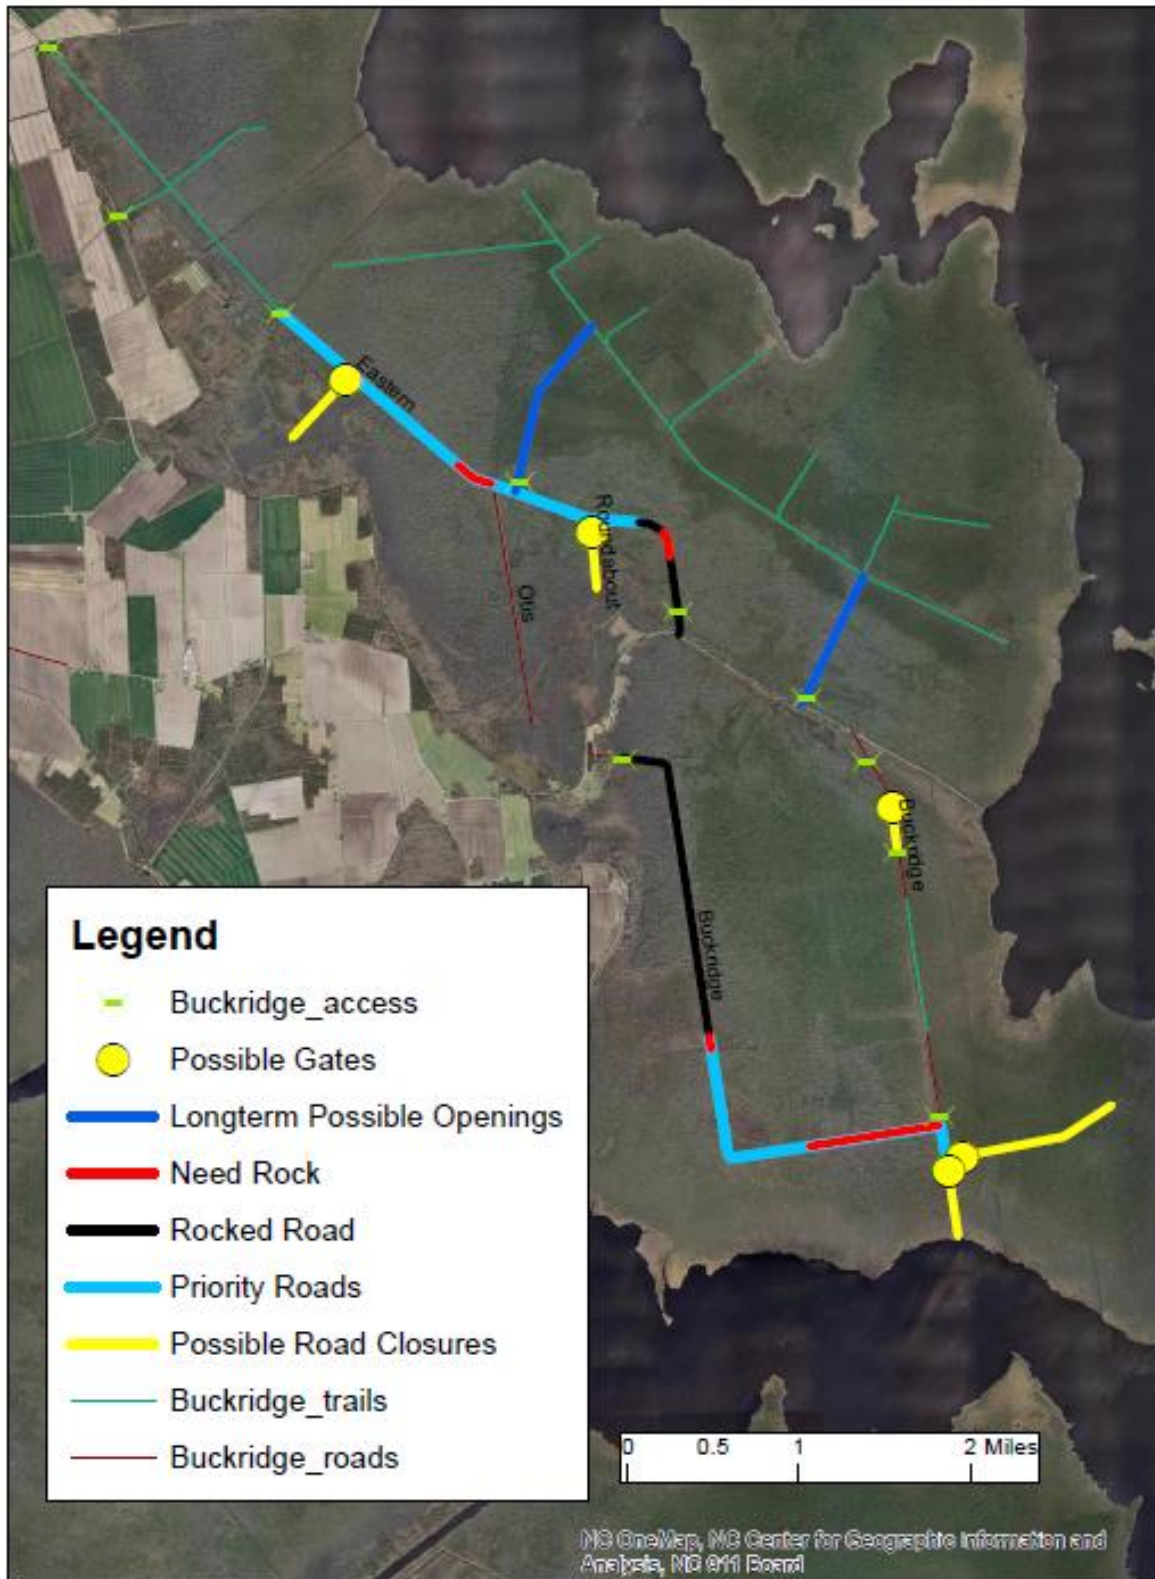 Eastern
Roundabout
Otis
Buckridge
Buckridge
Legend
Buckridge_access
Possible Gates
Longterm Possible Openings
Need Rock
Rocked Road
Priority Roads
Possible Road Closures
Buckridge_trails
Buckridge_roads
0 0.5 1 2 Miles
NC OneMap, NC Center for Geographic Information and
Analysis, NC 911 Board